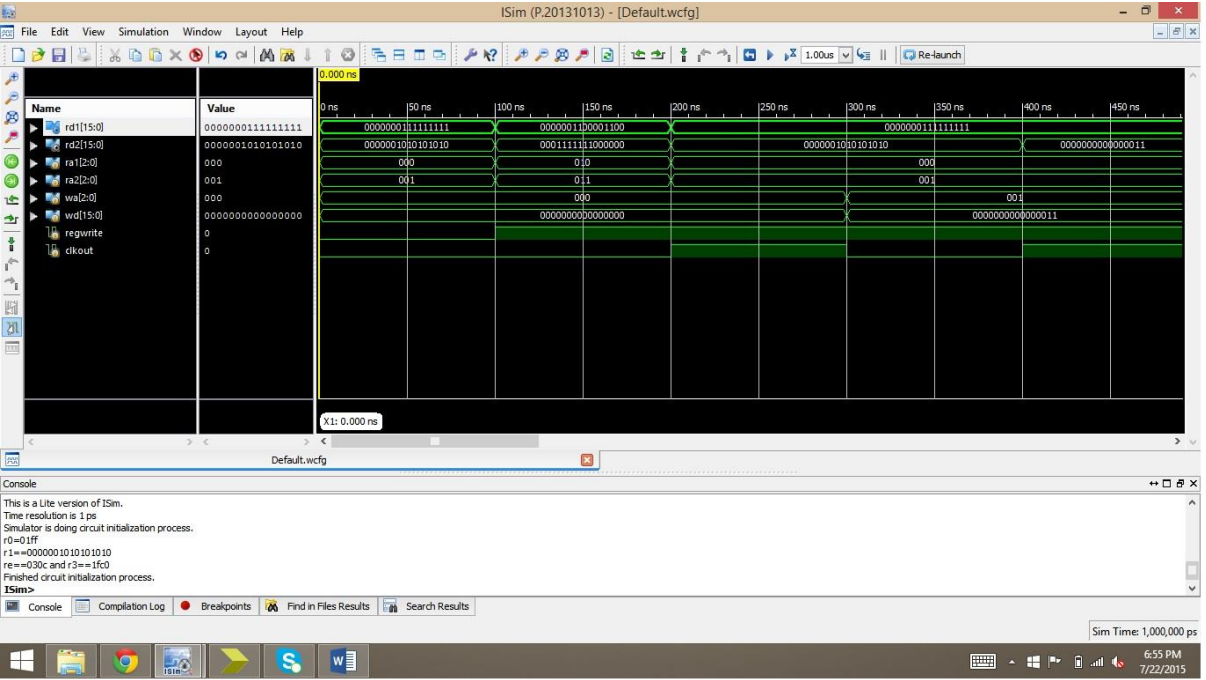 ISim (P.20131013) - [Default.wcfg]
File Edit View Simulation Window Layout Help
1.00us Re-launch
0.000 ns
Name Value 0 ns 50 ns 100 ns 150 ns 200 ns 250 ns 300 ns 350 ns 400 ns 450 ns
rd1[15:0] 0000000111111111 0000000111111111 0000001100001100 0000000111111111
rd2[15:0] 0000001010101010 0000001010101010 0001111111000000 0000001010101010 0000000000000011
ra1[2:0] 000 000 010 000
ra2[2:0] 001 001 011 001
wa[2:0] 000 000 001
wd[15:0] 0000000000000000 0000000000000000 0000000000000011
regwrite 0
clkout 0
X1: 0.000 ns
Default.wcfg
Console
This is a Lite version of ISim.
Time resolution is 1 ps
Simulator is doing circuit initialization process.
r0=01ff
r1==0000001010101010
re==030c and r3==1fc0
Finished circuit initialization process.
ISim>
Console Compilation Log Breakpoints Find in Files Results Search Results
Sim Time: 1,000,000 ps
ISim
6:55 PM
7/22/2015